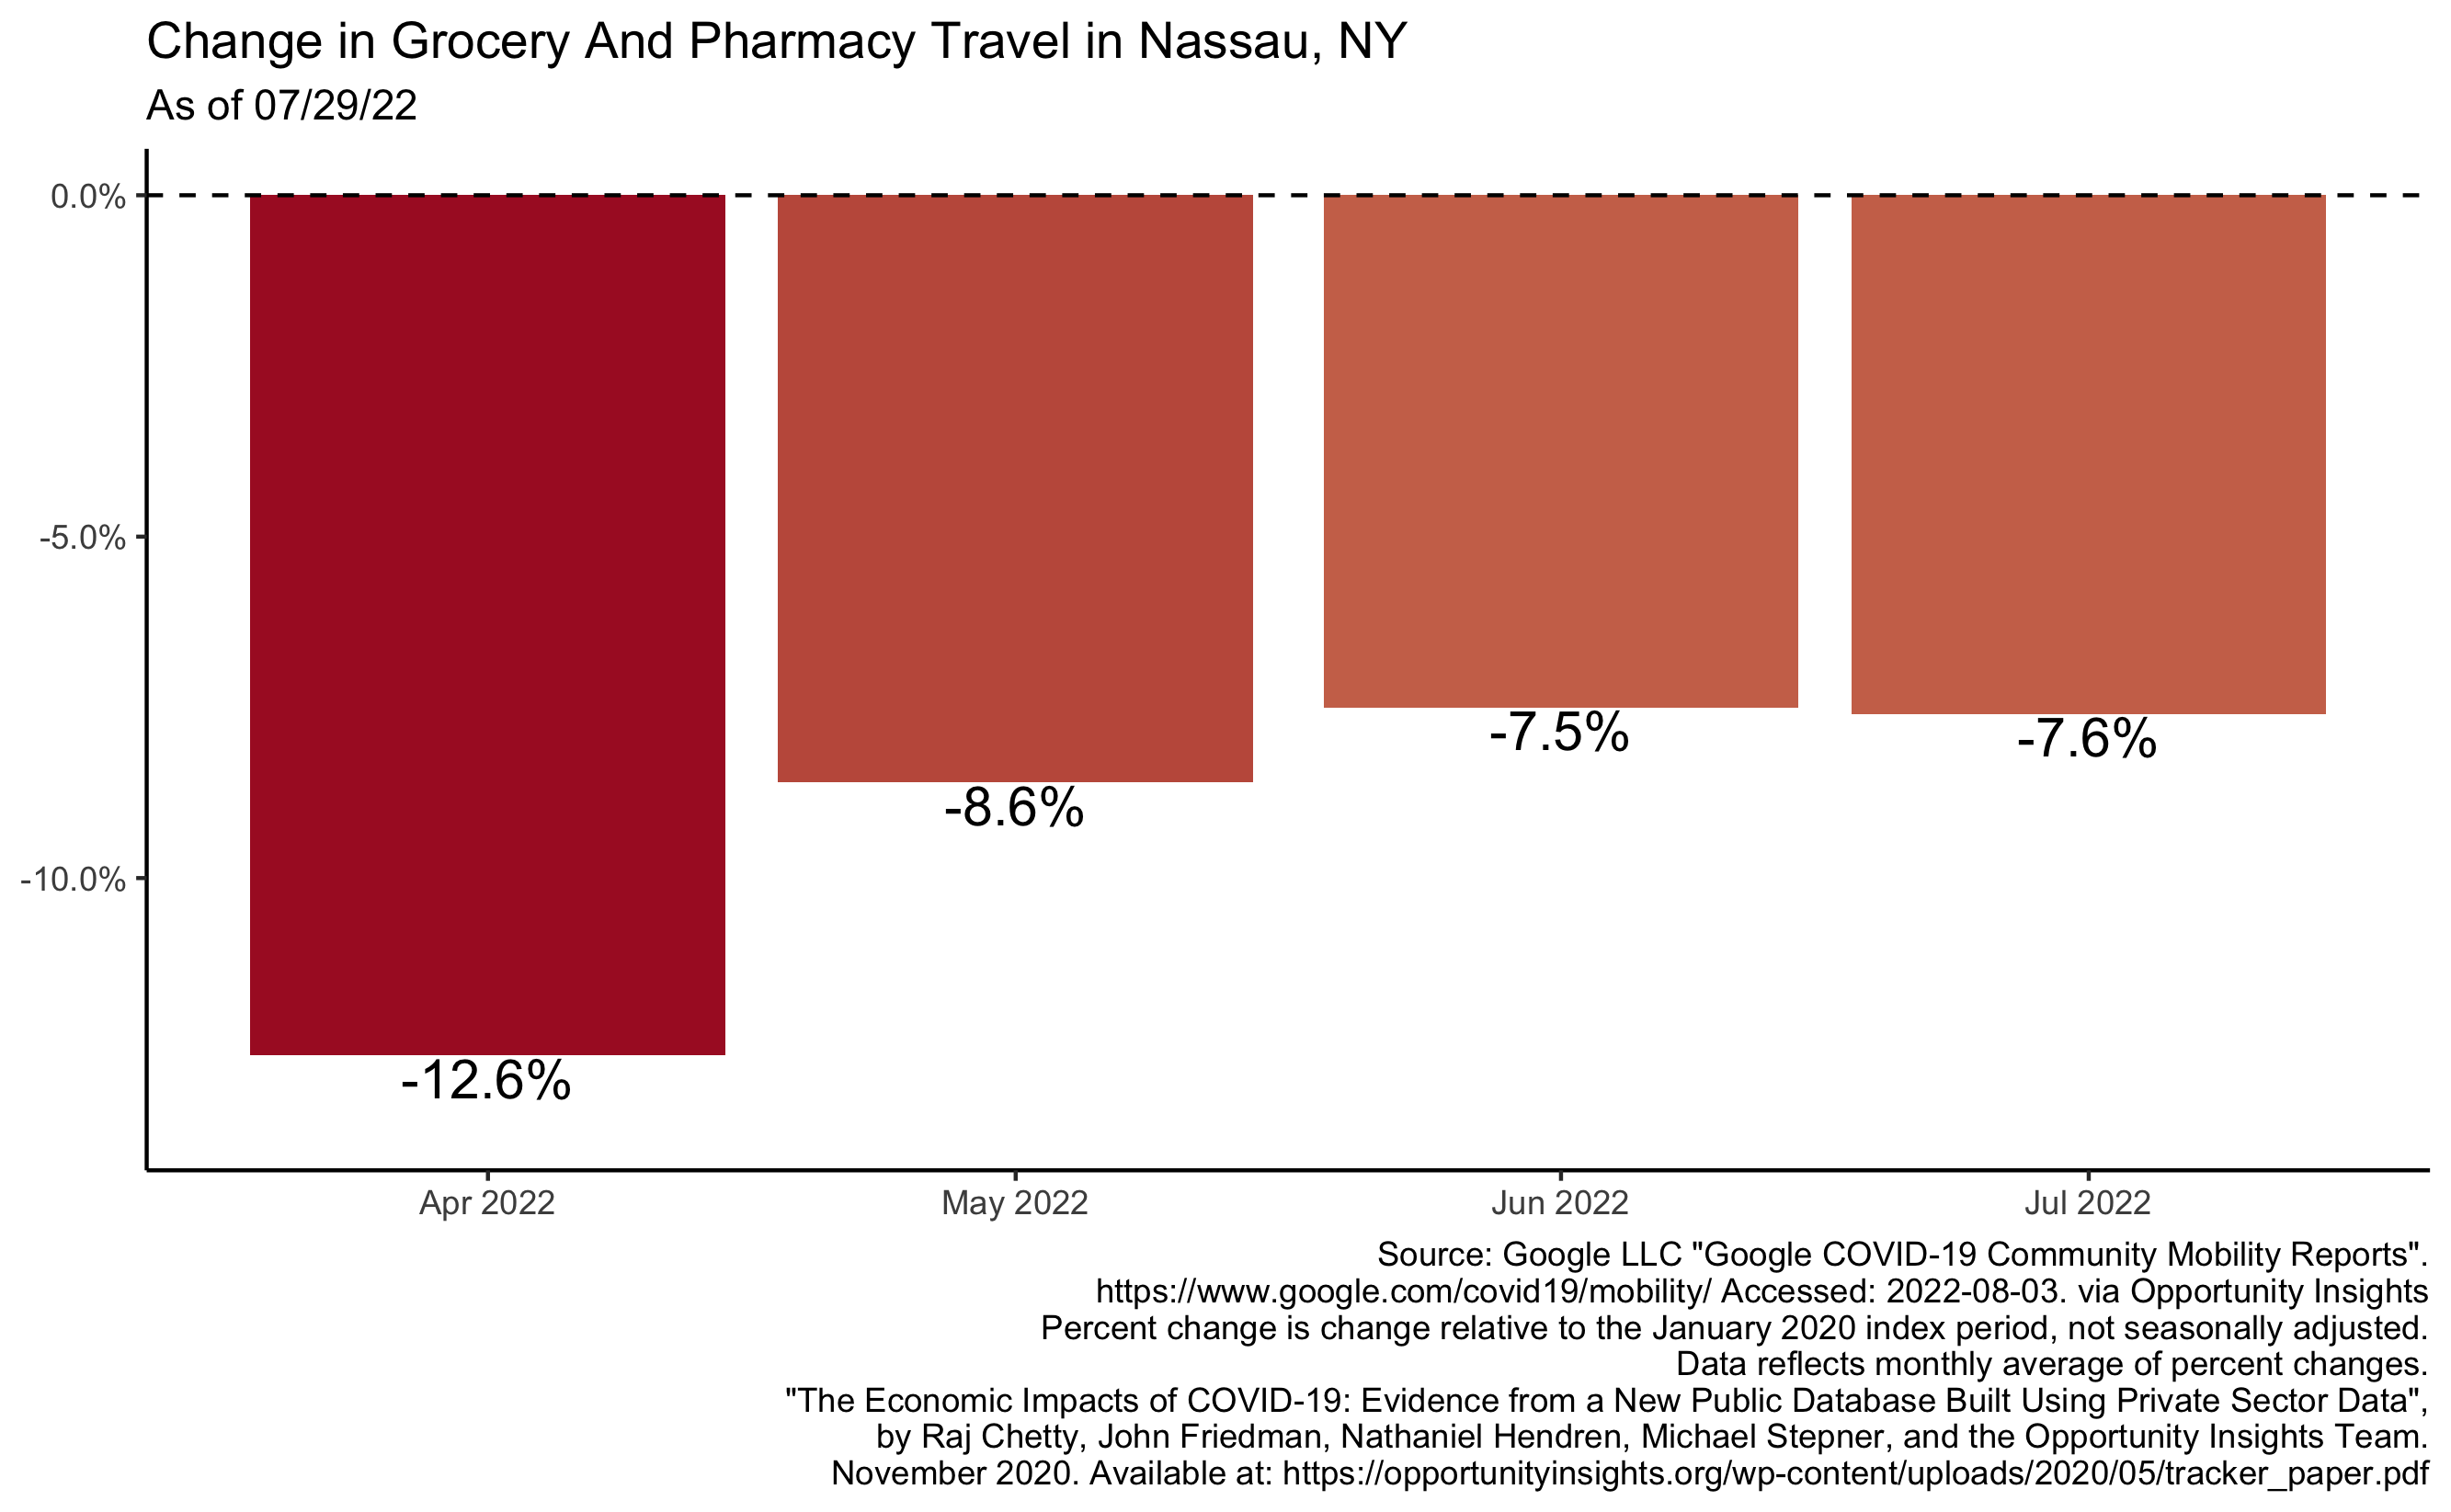 Change in Grocery And Pharmacy Travel in Nassau, NY
As of 07/29/22
0.0%
-5.0%
-10.0%
-12.6%
-8.6%
-7.5%
-7.6%
Apr 2022
May 2022
Jun 2022
Jul 2022
Source: Google LLC "Google COVID-19 Community Mobility Reports".
https://www.google.com/covid19/mobility/ Accessed: 2022-08-03. via Opportunity Insights
Percent change is change relative to the January 2020 index period, not seasonally adjusted.
Data reflects monthly average of percent changes.
"The Economic Impacts of COVID-19: Evidence from a New Public Database Built Using Private Sector Data",
by Raj Chetty, John Friedman, Nathaniel Hendren, Michael Stepner, and the Opportunity Insights Team.
November 2020. Available at: https://opportunityinsights.org/wp-content/uploads/2020/05/tracker_paper.pdf